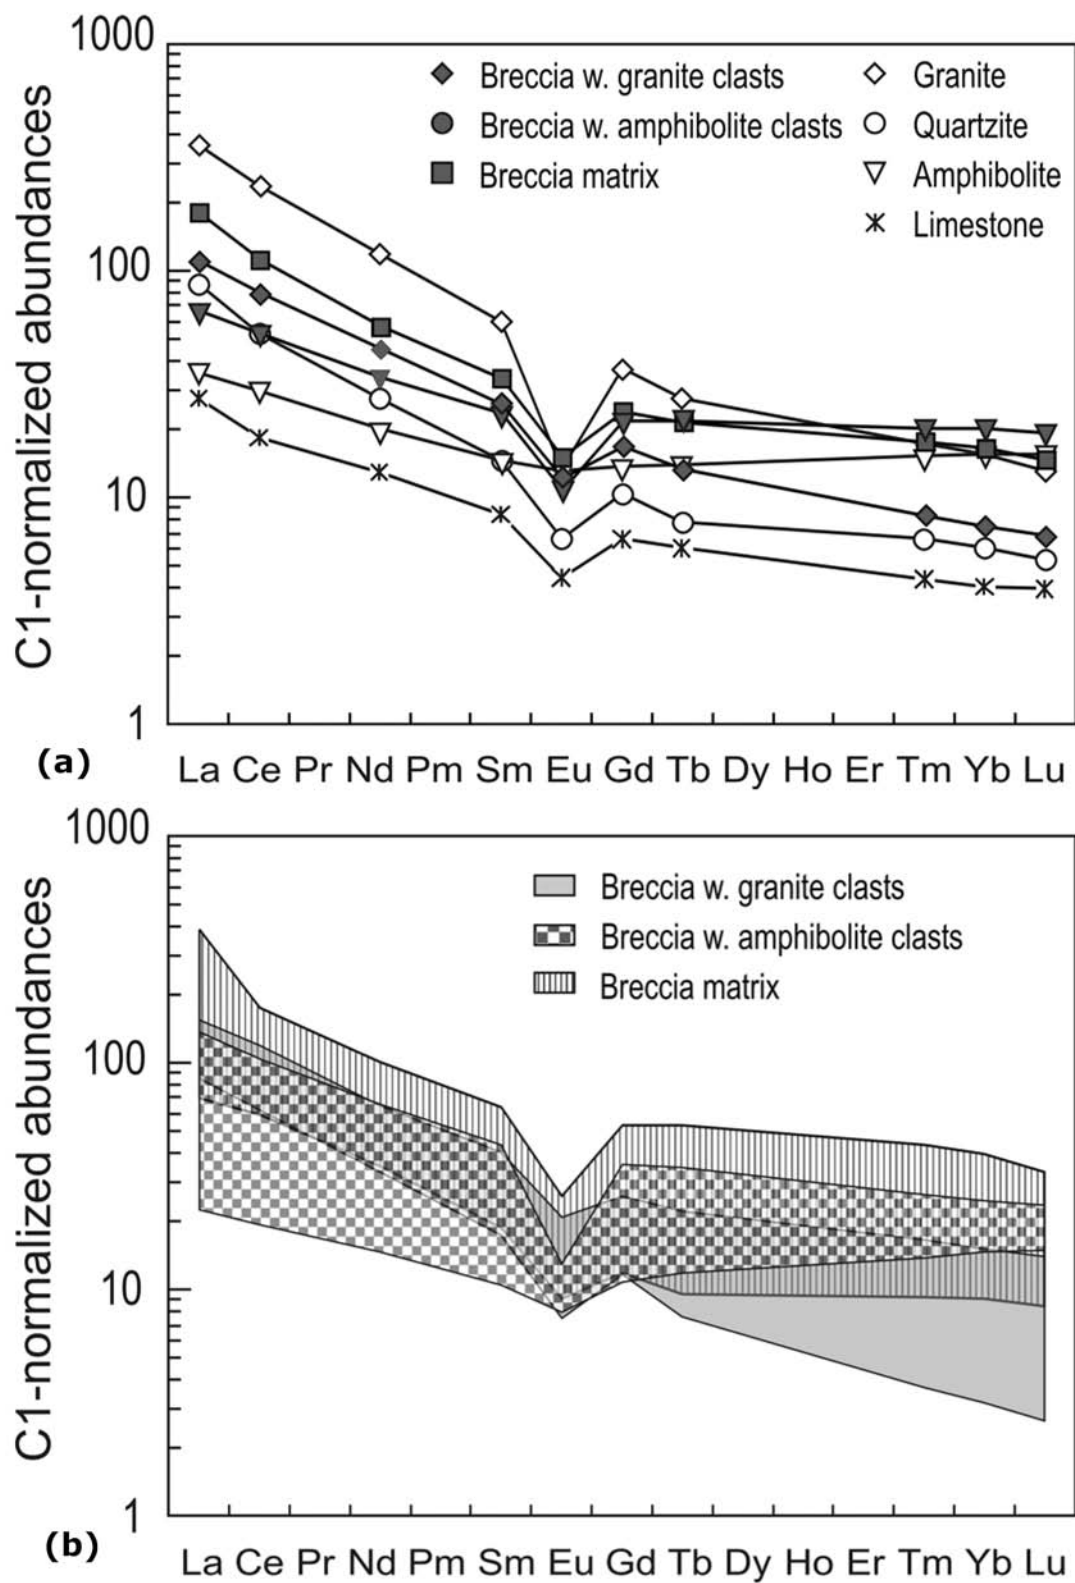 1000
100
10
1
C1-normalized abundances
Breccia w. granite clasts
Breccia w. amphibolite clasts
Breccia matrix
Granite
Quartzite
Amphibolite
Limestone
(a)
La Ce Pr Nd Pm Sm Eu Gd Tb Dy Ho Er Tm Yb Lu
1000
100
10
1
C1-normalized abundances
Breccia w. granite clasts
Breccia w. amphibolite clasts
Breccia matrix
(b)
La Ce Pr Nd Pm Sm Eu Gd Tb Dy Ho Er Tm Yb Lu